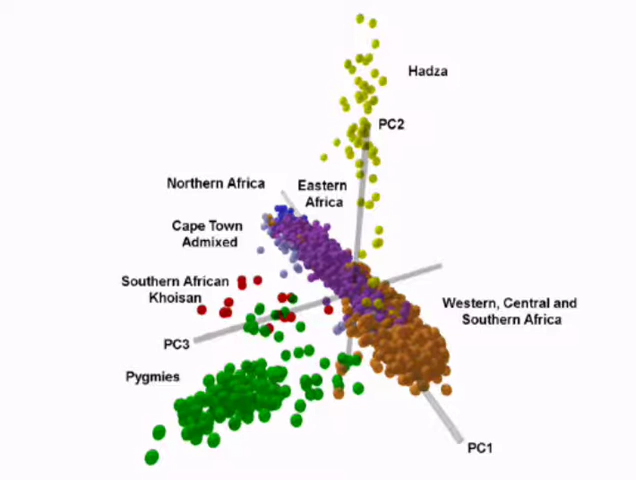 Hadza
PC2
Northern Africa
Eastern
Africa
Cape Town
Admixed
Southern African
Khoisan
Western, Central and
Southern Africa
PC3
Pygmies
PC1